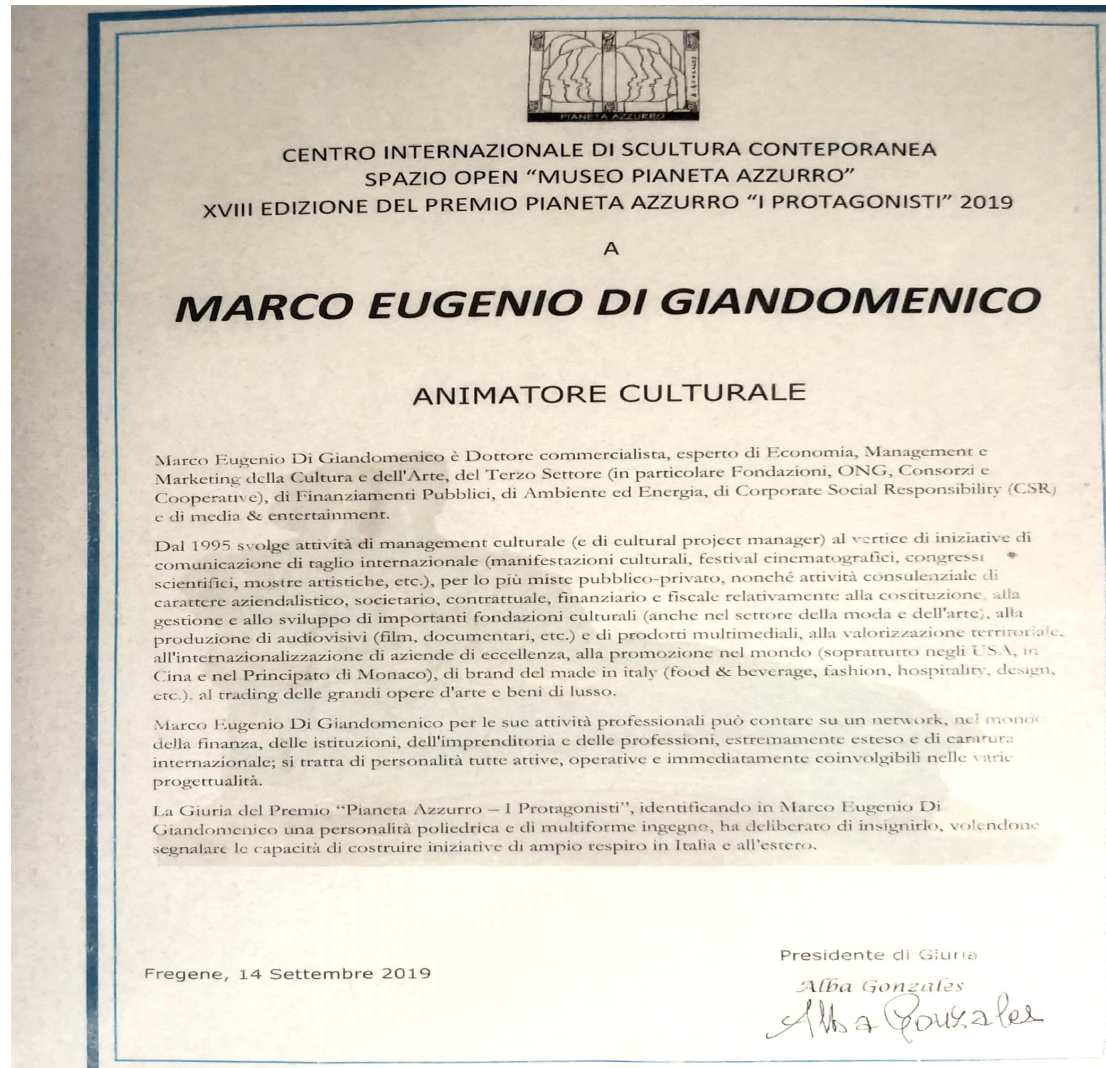 PIANETA AZZURRO
CENTRO INTERNAZIONALE DI SCULTURA CONTEPORANEA
SPAZIO OPEN “MUSEO PIANETA AZZURRO”
XVIII EDIZIONE DEL PREMIO PIANETA AZZURRO “I PROTAGONISTI” 2019
A
MARCO EUGENIO DI GIANDOMENICO
ANIMATORE CULTURALE
Marco Eugenio Di Giandomenico è Dottore commercialista, esperto di Economia, Management e
Marketing della Cultura e dell'Arte, del Terzo Settore (in particolare Fondazioni, ONG, Consorzi e
Cooperative), di Finanziamenti Pubblici, di Ambiente ed Energia, di Corporate Social Responsibility (CSR)
e di media & entertainment.
Dal 1995 svolge attività di management culturale (e di cultural project manager) al vertice di iniziative di
comunicazione di taglio internazionale (manifestazioni culturali, festival cinematografici, congressi
scientifici, mostre artistiche, etc.), per lo più miste pubblico-privato, nonché attività consulenziale di
carattere aziendalistico, societario, contrattuale, finanziario e fiscale relativamente alla costituzione, alla
gestione e allo sviluppo di importanti fondazioni culturali (anche nel settore della moda e dell'arte), alla
produzione di audiovisivi (film, documentari, etc.) e di prodotti multimediali, alla valorizzazione territoriale,
all'internazionalizzazione di aziende di eccellenza, alla promozione nel mondo (soprattutto negli USA, in
Cina e nel Principato di Monaco), di brand del made in italy (food & beverage, fashion, hospitality, design,
etc.), al trading delle grandi opere d'arte e beni di lusso.
Marco Eugenio Di Giandomenico per le sue attività professionali può contare su un network, nel mondo
della finanza, delle istituzioni, dell'imprenditoria e delle professioni, estremamente esteso e di caratura
internazionale; si tratta di personalità tutte attive, operative e immediatamente coinvolgibili nelle varie
progettualità.
La Giuria del Premio “Pianeta Azzurro – I Protagonisti”, identificando in Marco Eugenio Di
Giandomenico una personalità poliedrica e di multiforme ingegno, ha deliberato di insignirlo, volendone
segnalare le capacità di costruire iniziative di ampio respiro in Italia e all'estero.
Presidente di Giuria
Fregene, 14 Settembre 2019
Alba Gonzales
Alba Gonzales